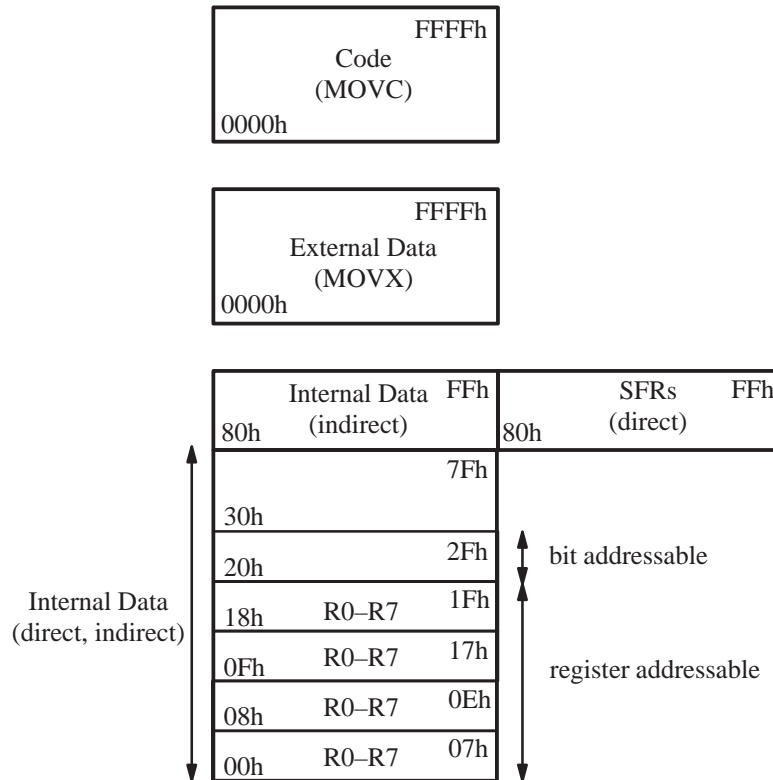 FFFFh
Code
(MOVC)
0000h
FFFFh
External Data
(MOVX)
0000h
Internal Data FFh
(indirect)
80h
SFRs FFh
(direct)
80h
7Fh
30h
2Fh
20h
bit addressable
1Fh
18h R0–R7
17h
0Fh R0–R7
0Eh
08h R0–R7
07h
00h R0–R7
Internal Data
(direct, indirect)
register addressable